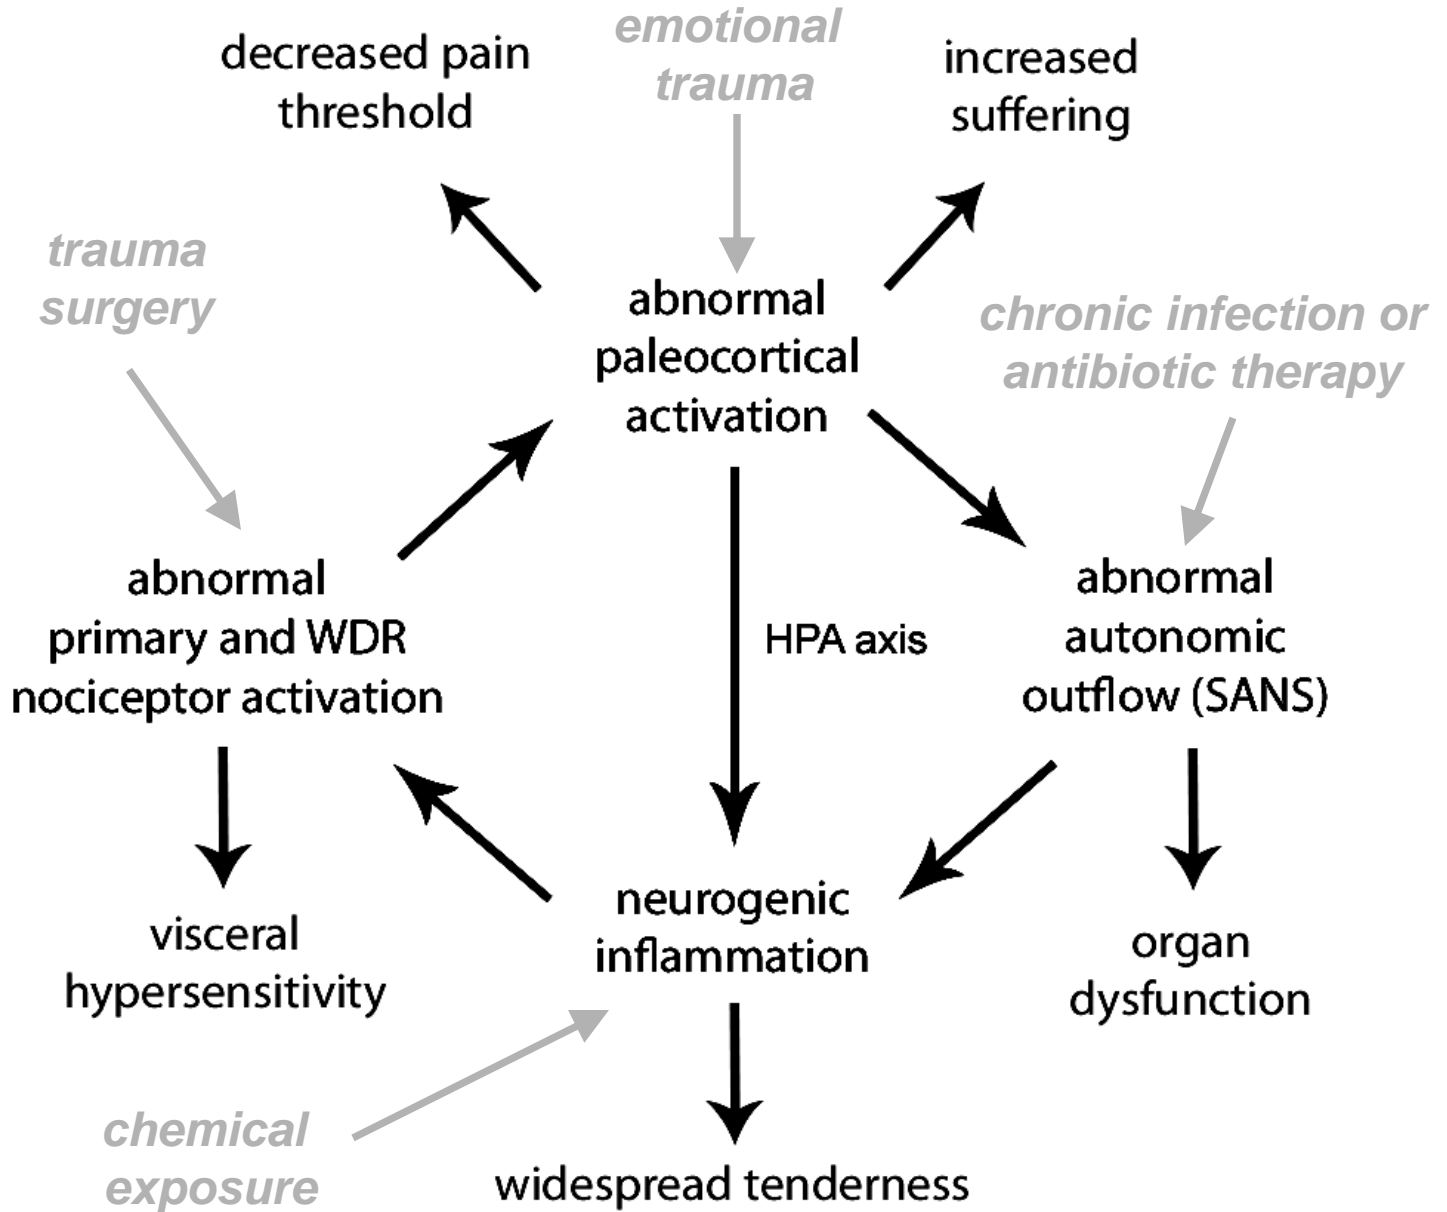 decreased pain
threshold
emotional
trauma
increased
suffering
trauma
surgery
abnormal
paleocortical
activation
chronic infection or
antibiotic therapy
abnormal
primary and WDR
nociceptor activation
HPA axis
abnormal
autonomic
outflow (SANS)
visceral
hypersensitivity
neurogenic
inflammation
organ
dysfunction
chemical
exposure
widespread tenderness